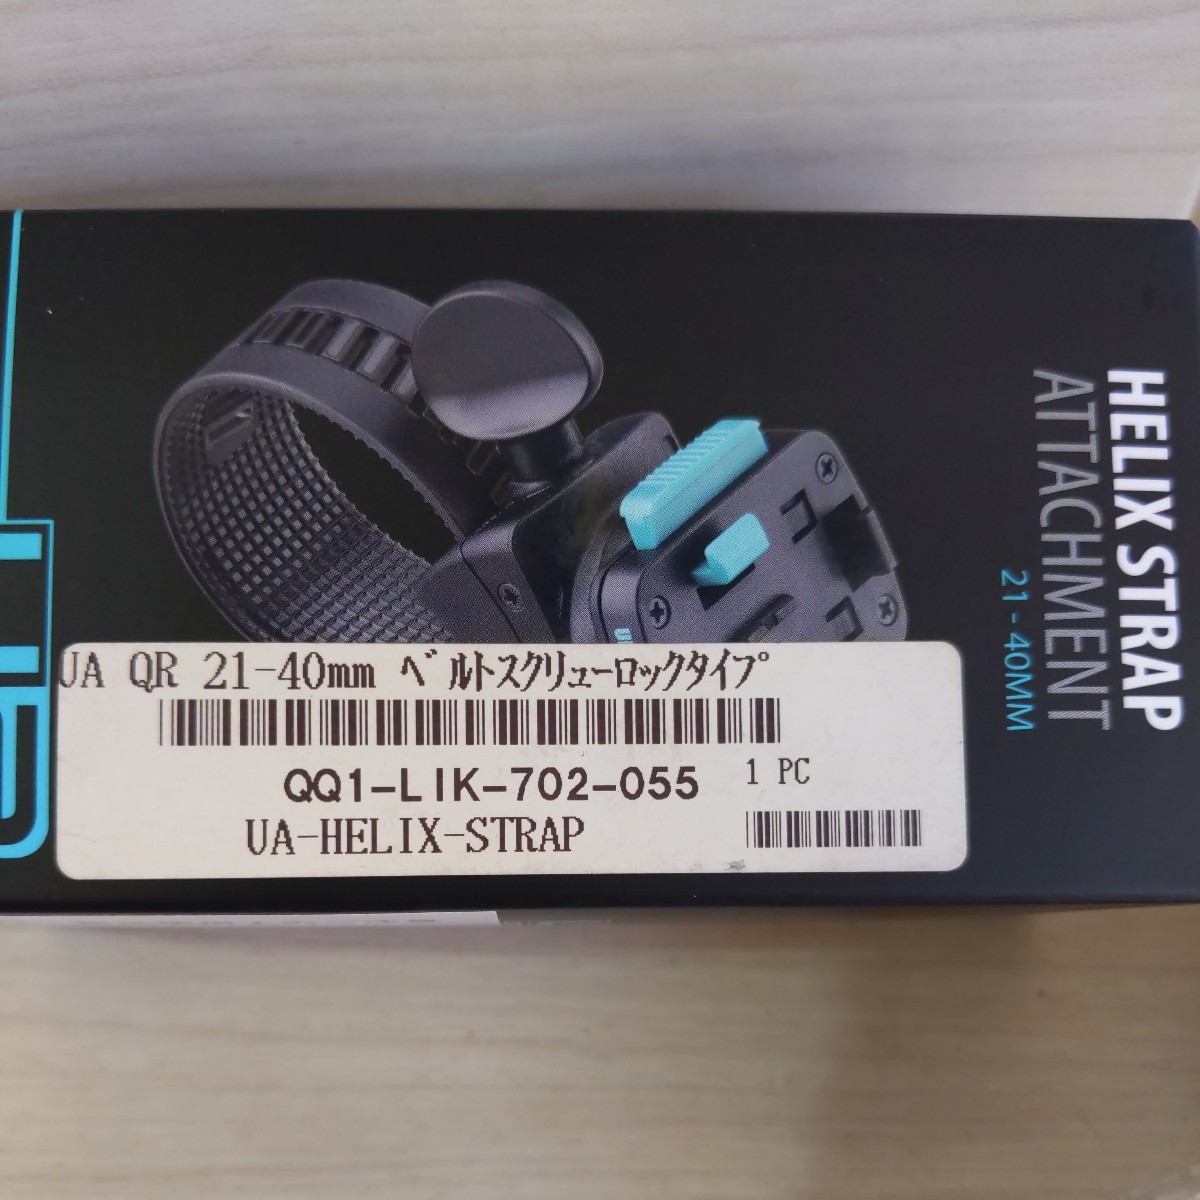 HELIX STRAP
ATTACHMENT
21 - 40MM
UA QR 21-40mm ﾍﾞﾙﾄｽｸﾘｭｰﾛｯｸﾀｲﾌﾟ
QQ1-LIK-702-055
1 PC
UA-HELIX-STRAP